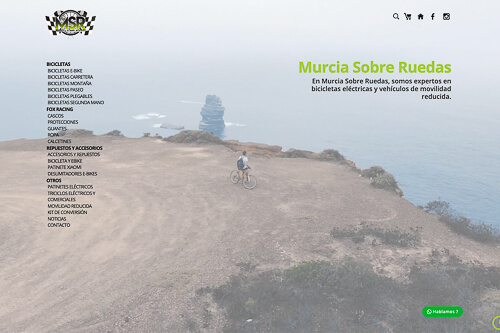 MSR
BICICLETAS
BICICLETAS E-BIKE
BICICLETAS CARRETERA
BICICLETAS MONTAÑA
BICICLETAS PASEO
BICICLETAS PLEGABLES
BICICLETAS SEGUNDA MANO
FOX RACING
CASCOS
PROTECCIONES
GUANTES
ROPA
CALCETINES
REPUESTOS Y ACCESORIOS
ACCESORIOS Y REPUESTOS
BICICLETA Y EBIKE
PATINETE XIAOMI
DESLIMITADORES E-BIKES
OTROS
PATINETES ELÉCTRICOS
TRICICLOS ELÉCTRICOS Y
COMERCIALES
MOVILIDAD REDUCIDA
KIT DE CONVERSIÓN
NOTICIAS
CONTACTO
Murcia Sobre Ruedas
En Murcia Sobre Ruedas, somos expertos en
bicicletas eléctricas y vehículos de movilidad
reducida.
Hablamos ?